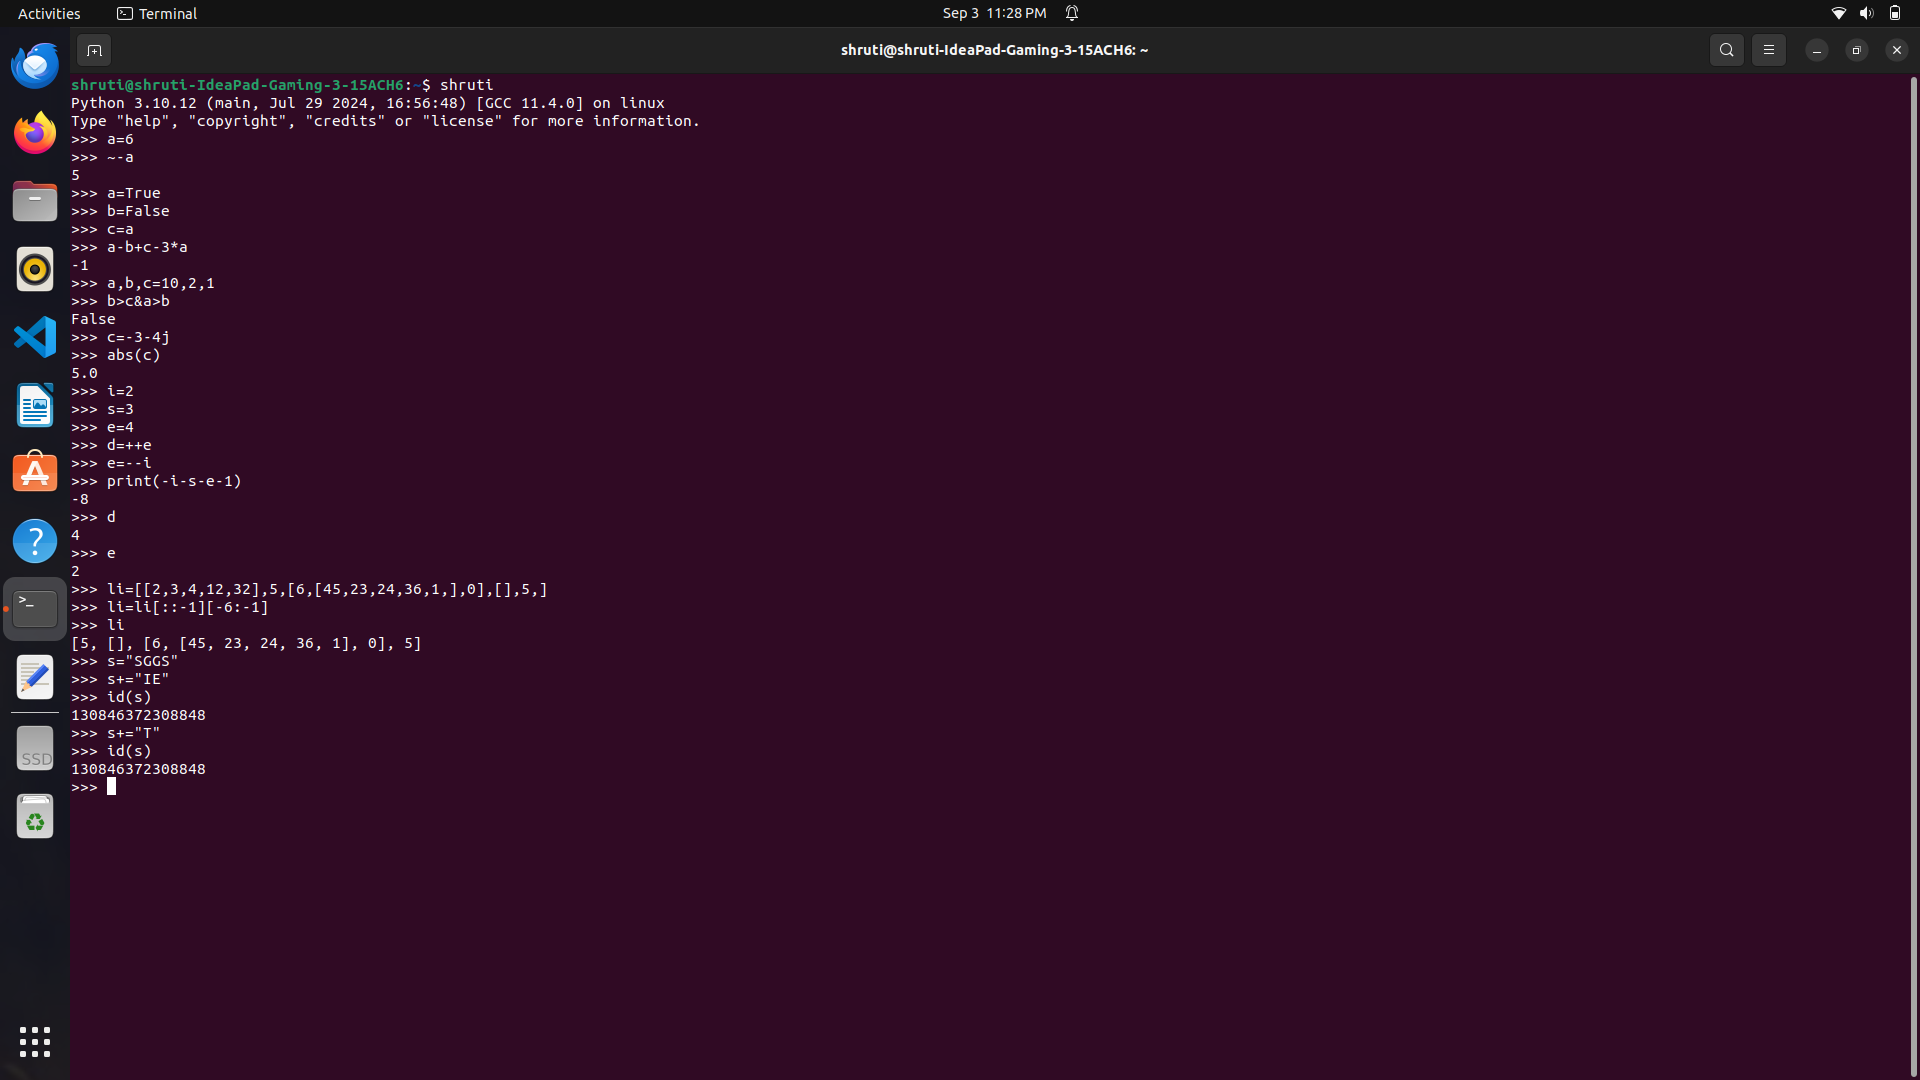 Activities
Terminal
Sep 3 11:28 PM
shruti@shruti-IdeaPad-Gaming-3-15ACH6: ~
shruti@shruti-IdeaPad-Gaming-3-15ACH6:~$ shruti
Python 3.10.12 (main, Jul 29 2024, 16:56:48) [GCC 11.4.0] on linux
Type "help", "copyright", "credits" or "license" for more information.
>>> a=6
>>> ~-a
5
>>> a=True
>>> b=False
>>> c=a
>>> a-b+c-3*a
-1
>>> a,b,c=10,2,1
>>> b>c&a>b
False
>>> c=-3-4j
>>> abs(c)
5.0
>>> i=2
>>> s=3
>>> e=4
>>> d=++e
>>> e=--i
>>> print(-i-s-e-1)
-8
>>> d
4
>>> e
2
>>> li=[[2,3,4,12,32],5,[6,[45,23,24,36,1,],0],[],5,]
>>> li=li[::-1][-6:-1]
>>> li
[5, [], [6, [45, 23, 24, 36, 1], 0], 5]
>>> s="SGGS"
>>> s+="IE"
>>> id(s)
130846372308848
>>> s+="T"
>>> id(s)
130846372308848
>>>
SSD